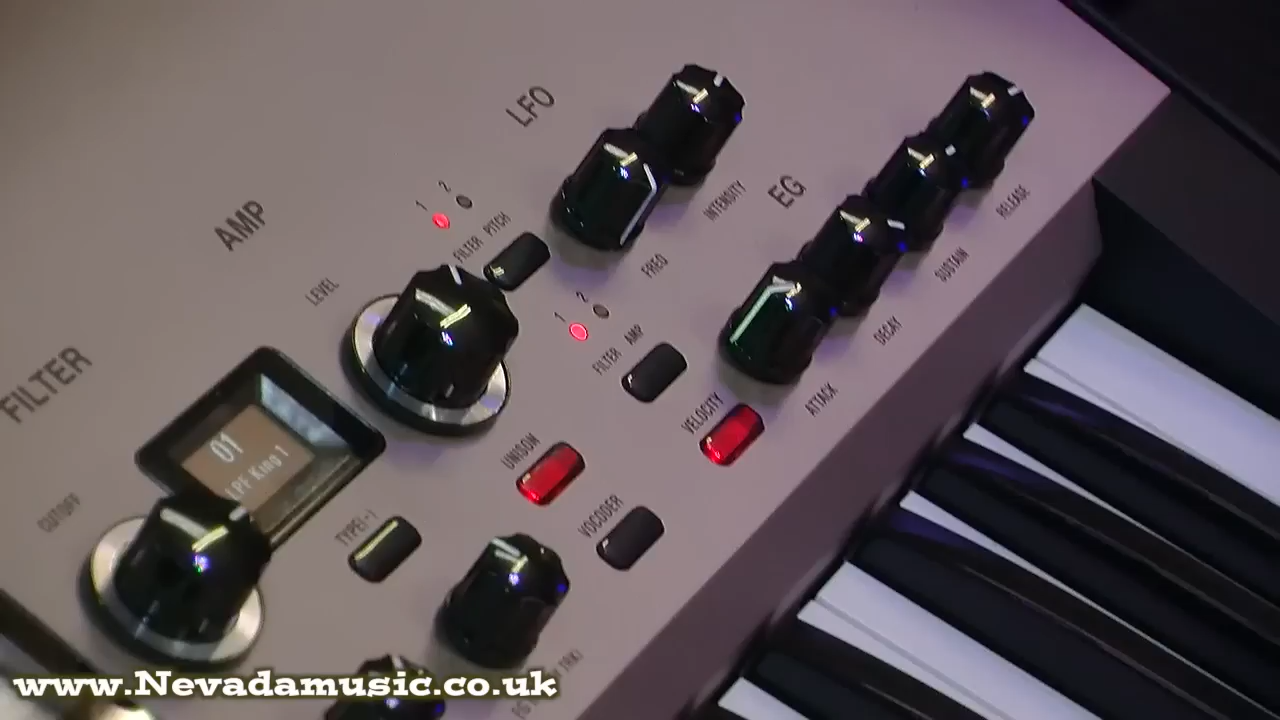 LFO
INTENSITY
FREQ
EG
RELEASE
SUSTAIN
DECAY
ATTACK
AMP
LEVEL
1 2
FILTER PITCH
1 2
FILTER AMP
VELOCITY
FILTER
CUTOFF
01
LPF King 1
TYPE(-)
UNISON
VOCODER
www.Nevadamusic.co.uk